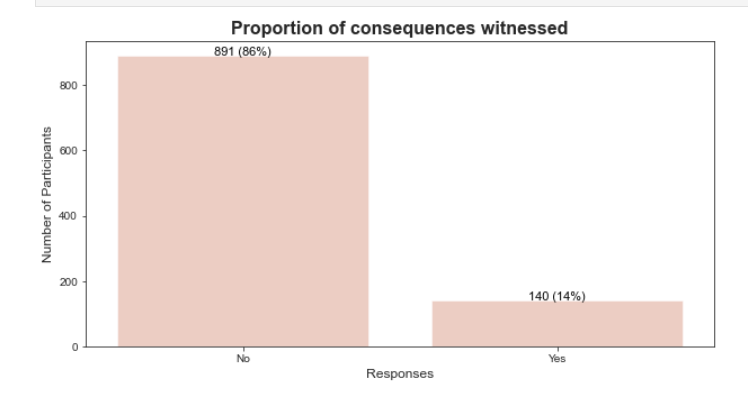 Proportion of consequences witnessed
891 (86%)
800
600
400
200
0
140 (14%)
Number of Participants
No
Yes
Responses